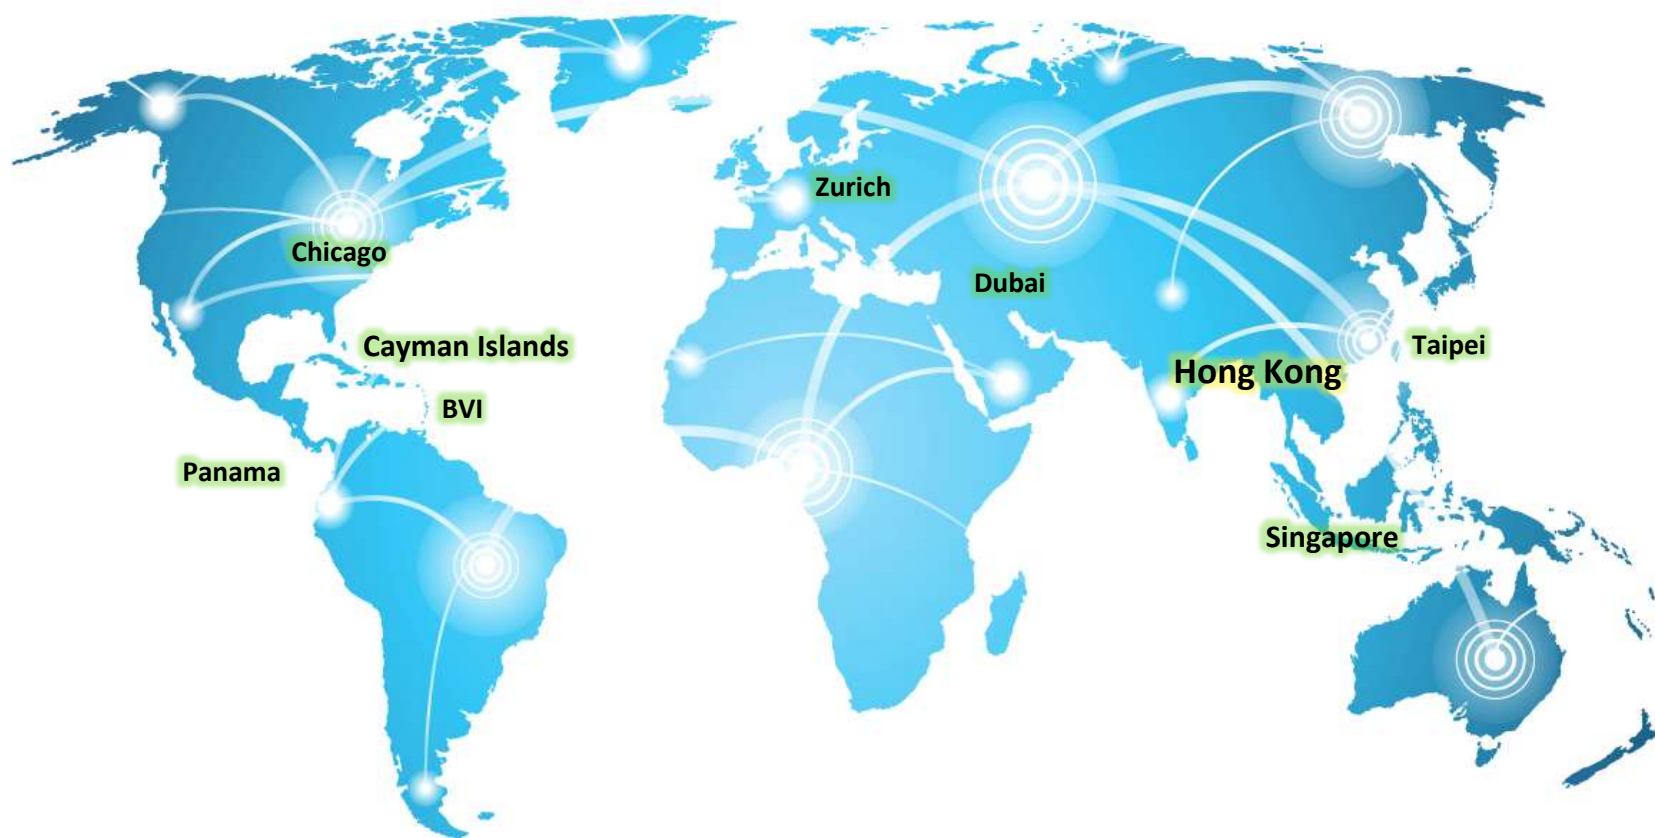 Zurich
Chicago
Dubai
Cayman Islands
Taipei
Hong Kong
BVI
Panama
Singapore